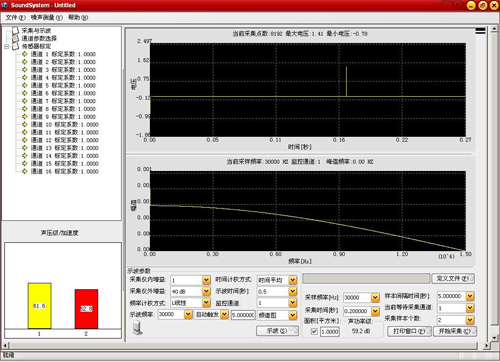 SoundSystem - Untitled
文件(F) 噪声测量(V) 帮助(H)
采集与示波
通道参数选择
传感器标定
通道 1 标定系数:1.0000
通道 2 标定系数:1.0000
通道 3 标定系数:1.0000
通道 4 标定系数:1.0000
通道 5 标定系数:1.0000
通道 6 标定系数:1.0000
通道 7 标定系数:1.0000
通道 8 标定系数:1.0000
通道 9 标定系数:1.0000
通道 10 标定系数:1.0000
通道 11 标定系数:1.0000
通道 12 标定系数:1.0000
通道 13 标定系数:1.0000
通道 14 标定系数:1.0000
通道 15 标定系数:1.0000
通道 16 标定系数:1.0000
当前采集点数:8192 最大电压:1.41 最小电压:-0.78
2.497
1.62
0.75
-0.10
-0.99
-1.86
电压
0.00 0.05 0.11 0.16 0.22 0.27
时间[秒]
当前采样频率:30000 KZ 监控通道:1 峰值频率:0.00 KZ
0.001
0.00
0.00
0.00
0.00
0.00
幅值
0.00 0.30 0.60 0.90 1.20 1.50
(10^4)
频率[Hz]
声压级/加速度
61.5
1 2
示波参数
采集仪内增益: 1
采集仪外增益: 40 dB
频率计权方式: L线性
示波频率: 30000
时间计权方式: 时间平均
示波时间[秒]: 0.5
监控通道: 1
自动触发 5.00000 频谱图
示波(S)
定义文件(F)
采样频率[Hz]: 30000
采集时间[秒]: 0.200000
面积[平方米]: 声功率级:
1.0000 59.2 dB
样本间隔时间[秒]: 5.000000
当前等待采集通道: 1
采集样本个数: 2
打印窗口(P) 开始采集(C)
就绪